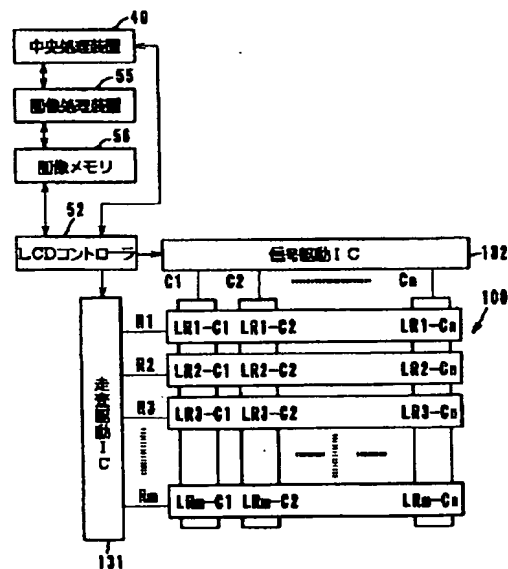 40
中央処理装置
55
画像処理装置
56
画像メモリ
52
LCDコントローラ
信号駆動IC
132
C1 C2 Cn
100
R1 LR1-C1 LR1-C2 LR1-Cn
R2 LR2-C1 LR2-C2 LR2-Cn
R3 LR3-C1 LR3-C2 LR3-Cn
Rm LRm-C1 LRm-C2 LRm-Cn
走査駆動IC
131